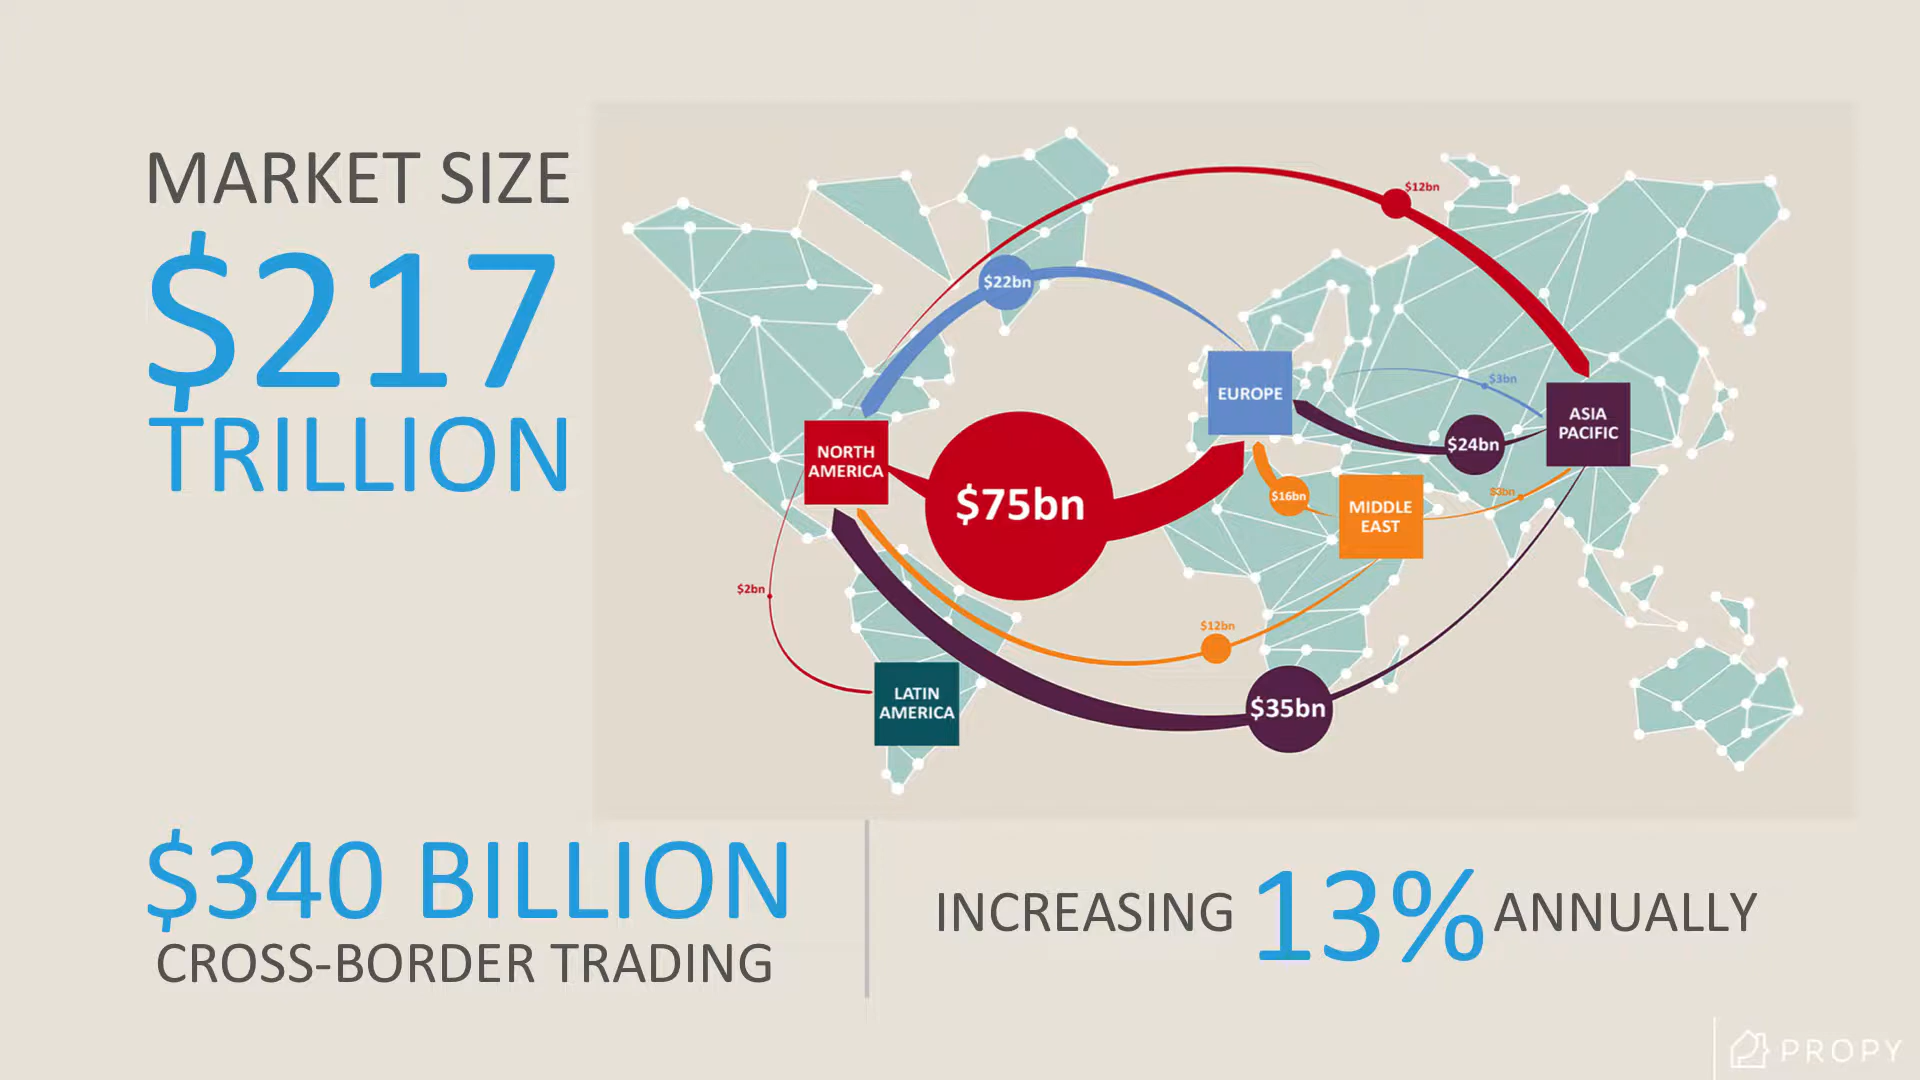 MARKET SIZE
$217
TRILLION
$12bn
$22bn
$3bn
EUROPE
ASIA
PACIFIC
$24bn
NORTH
AMERICA
$75bn
$16bn
$3bn
MIDDLE
EAST
$2bn
$12bn
LATIN
AMERICA
$35bn
$340 BILLION
CROSS-BORDER TRADING
INCREASING 13% ANNUALLY
PROPY